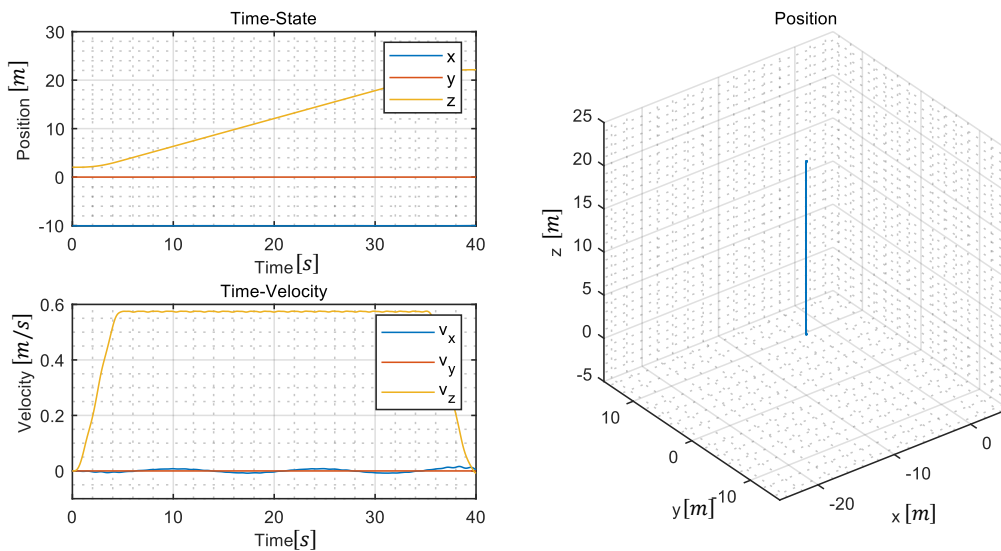 Time-State
Position [m]
30
20
10
0
-10
x
y
z
0
10
20
30
40
Time[s]
Time-Velocity
Velocity [m/s]
0.6
0.4
0.2
0
v_x
v_y
v_z
0
10
20
30
40
Time[s]
Position
z [m]
25
20
15
10
5
0
-5
10
0
-10
y[m]
-20
-10
0
x [m]